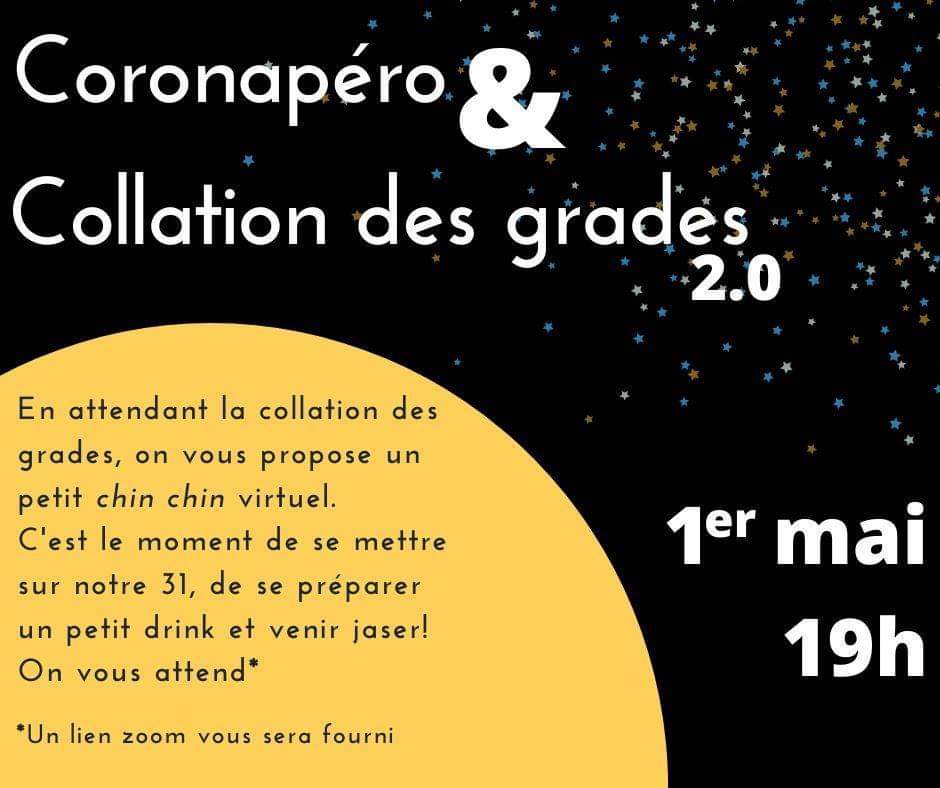 Coronapéro &
Collation des grades
2.0
En attendant la collation des
grades, on vous propose un
petit chin chin virtuel.
C'est le moment de se mettre
sur notre 31, de se préparer
un petit drink et venir jaser!
On vous attend*
*Un lien zoom vous sera fourni
1er mai
19h